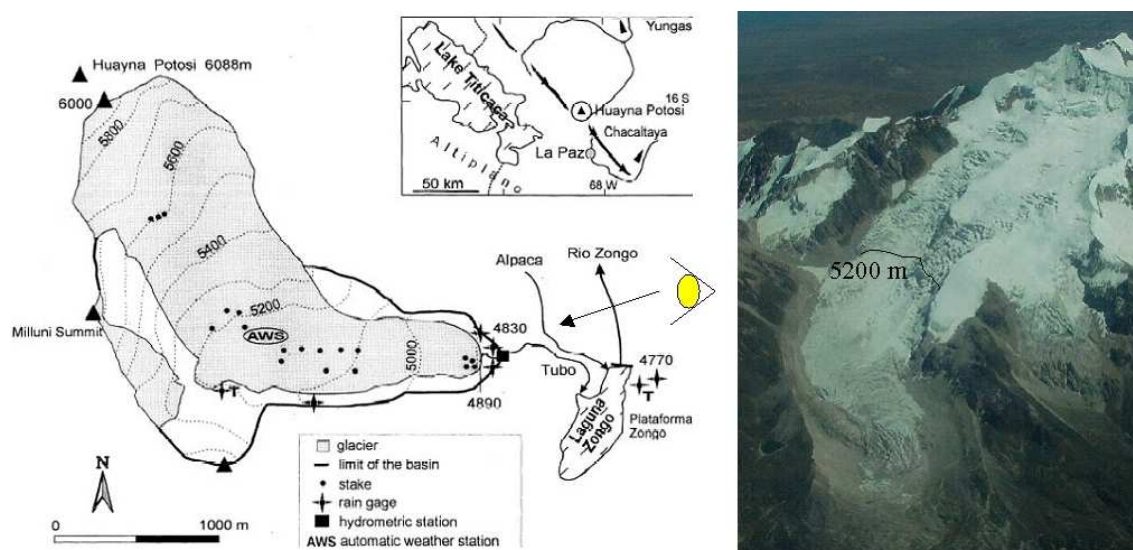 Huayna Potosi 6088m
6000
5800
5600
5400
5200
AWS
5000
Milluni Summit
T
4890
4830
Alpaca
Rio Zongo
Tubo
Laguna
Zongo
4770
T
Plataforma
Zongo
N
0 1000 m
glacier
limit of the basin
stake
rain gage
hydrometric station
AWS automatic weather station
Yungas
Lake Titicaca
16 S
Huayna Potosi
Chacaltaya
La Paz
Altiplano
50 km
68 W
5200 m